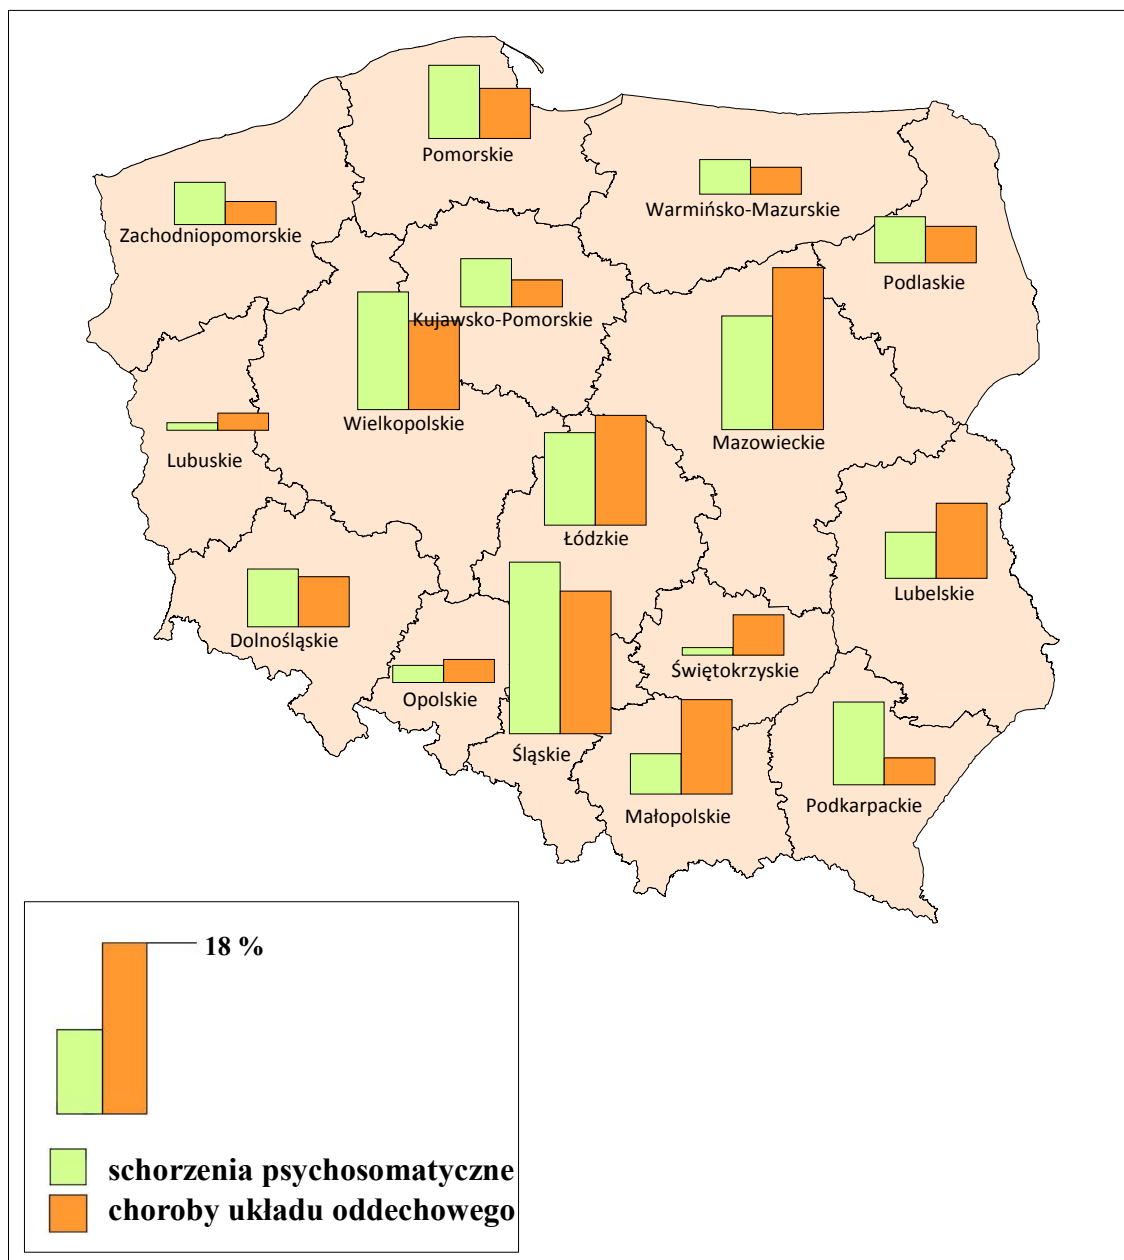 Pomorskie
Warmińsko-Mazurskie
Zachodniopomorskie
Podlaskie
Kujawsko-Pomorskie
Wielkopolskie
Mazowieckie
Lubuskie
Łódzkie
Lubelskie
Dolnośląskie
Świętokrzyskie
Opolskie
Śląskie
Podkarpackie
Małopolskie
18 %
schorzenia psychosomatyczne
choroby układu oddechowego